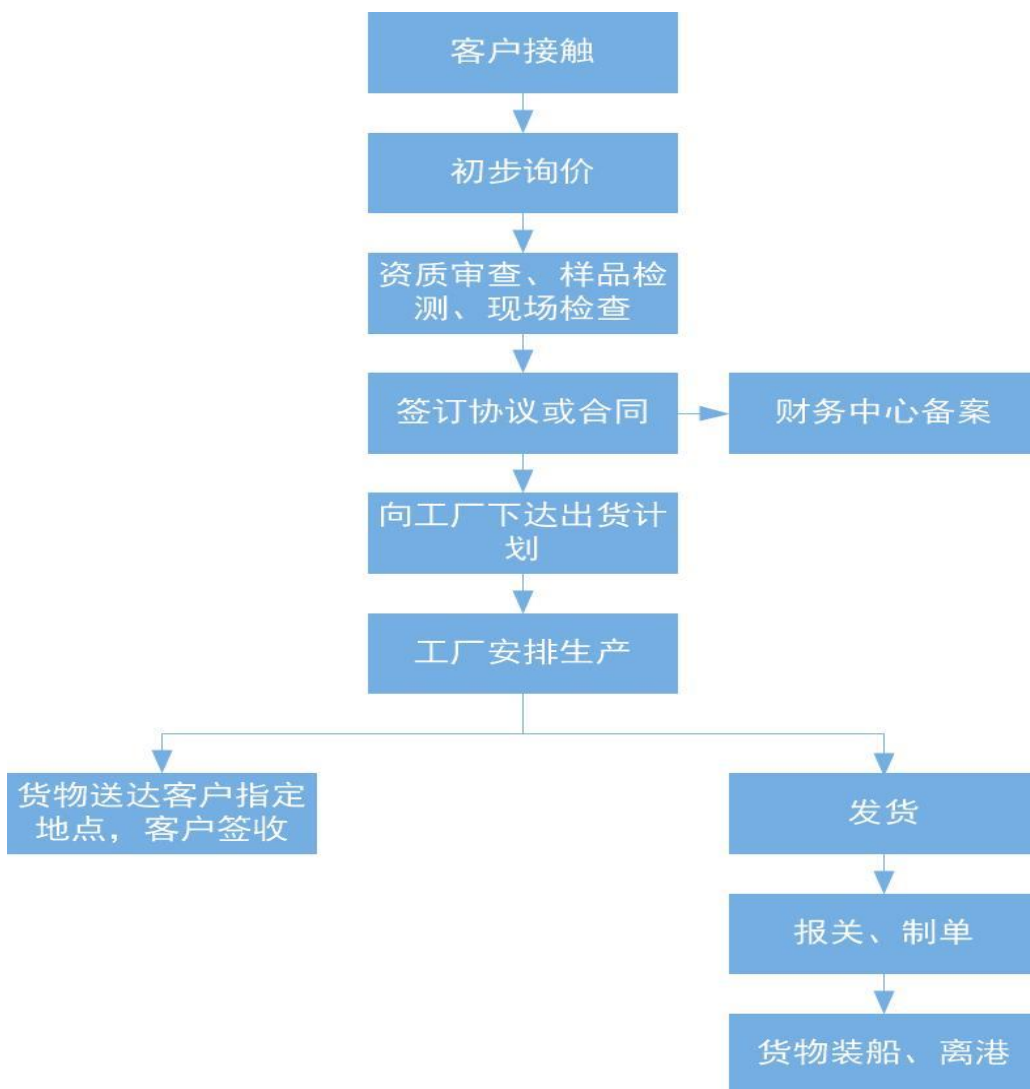 客户接触
初步询价
资质审查、样品检
测、现场检查
签订协议或合同
财务中心备案
向工厂下达出货计
划
工厂安排生产
货物送达客户指定
地点，客户签收
发货
报关、制单
货物装船、离港